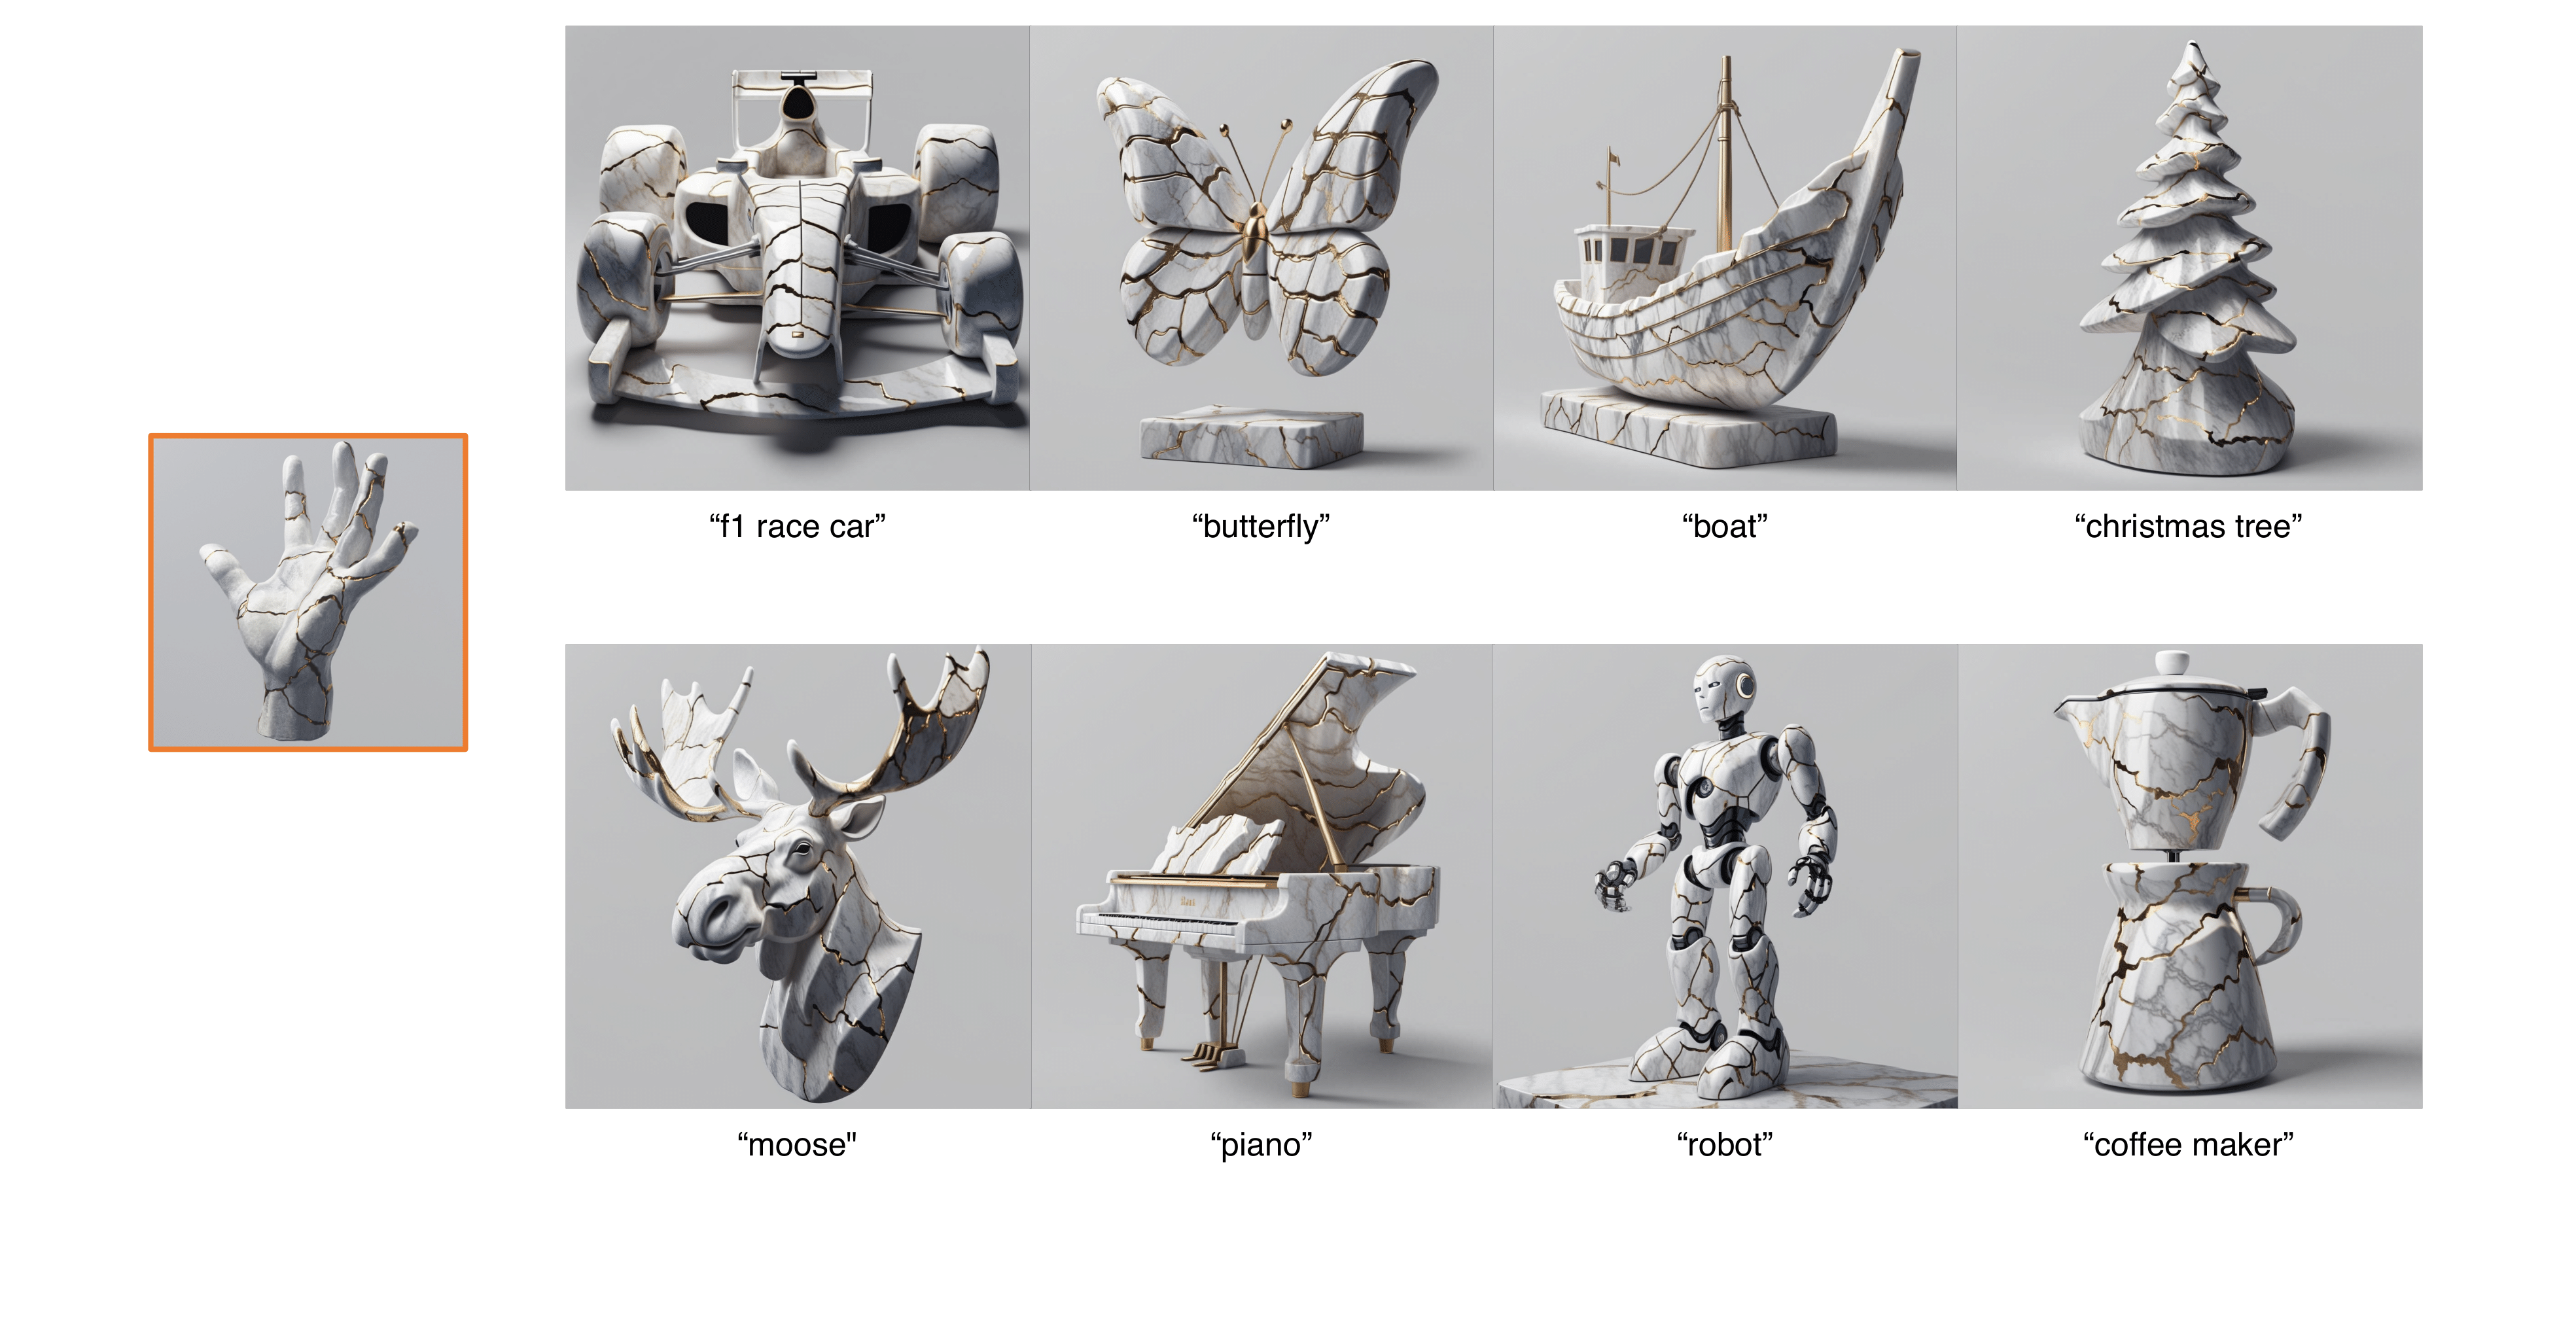 “f1 race car”
“butterfly”
“boat”
“christmas tree”
“moose"
“piano”
“robot”
“coffee maker”